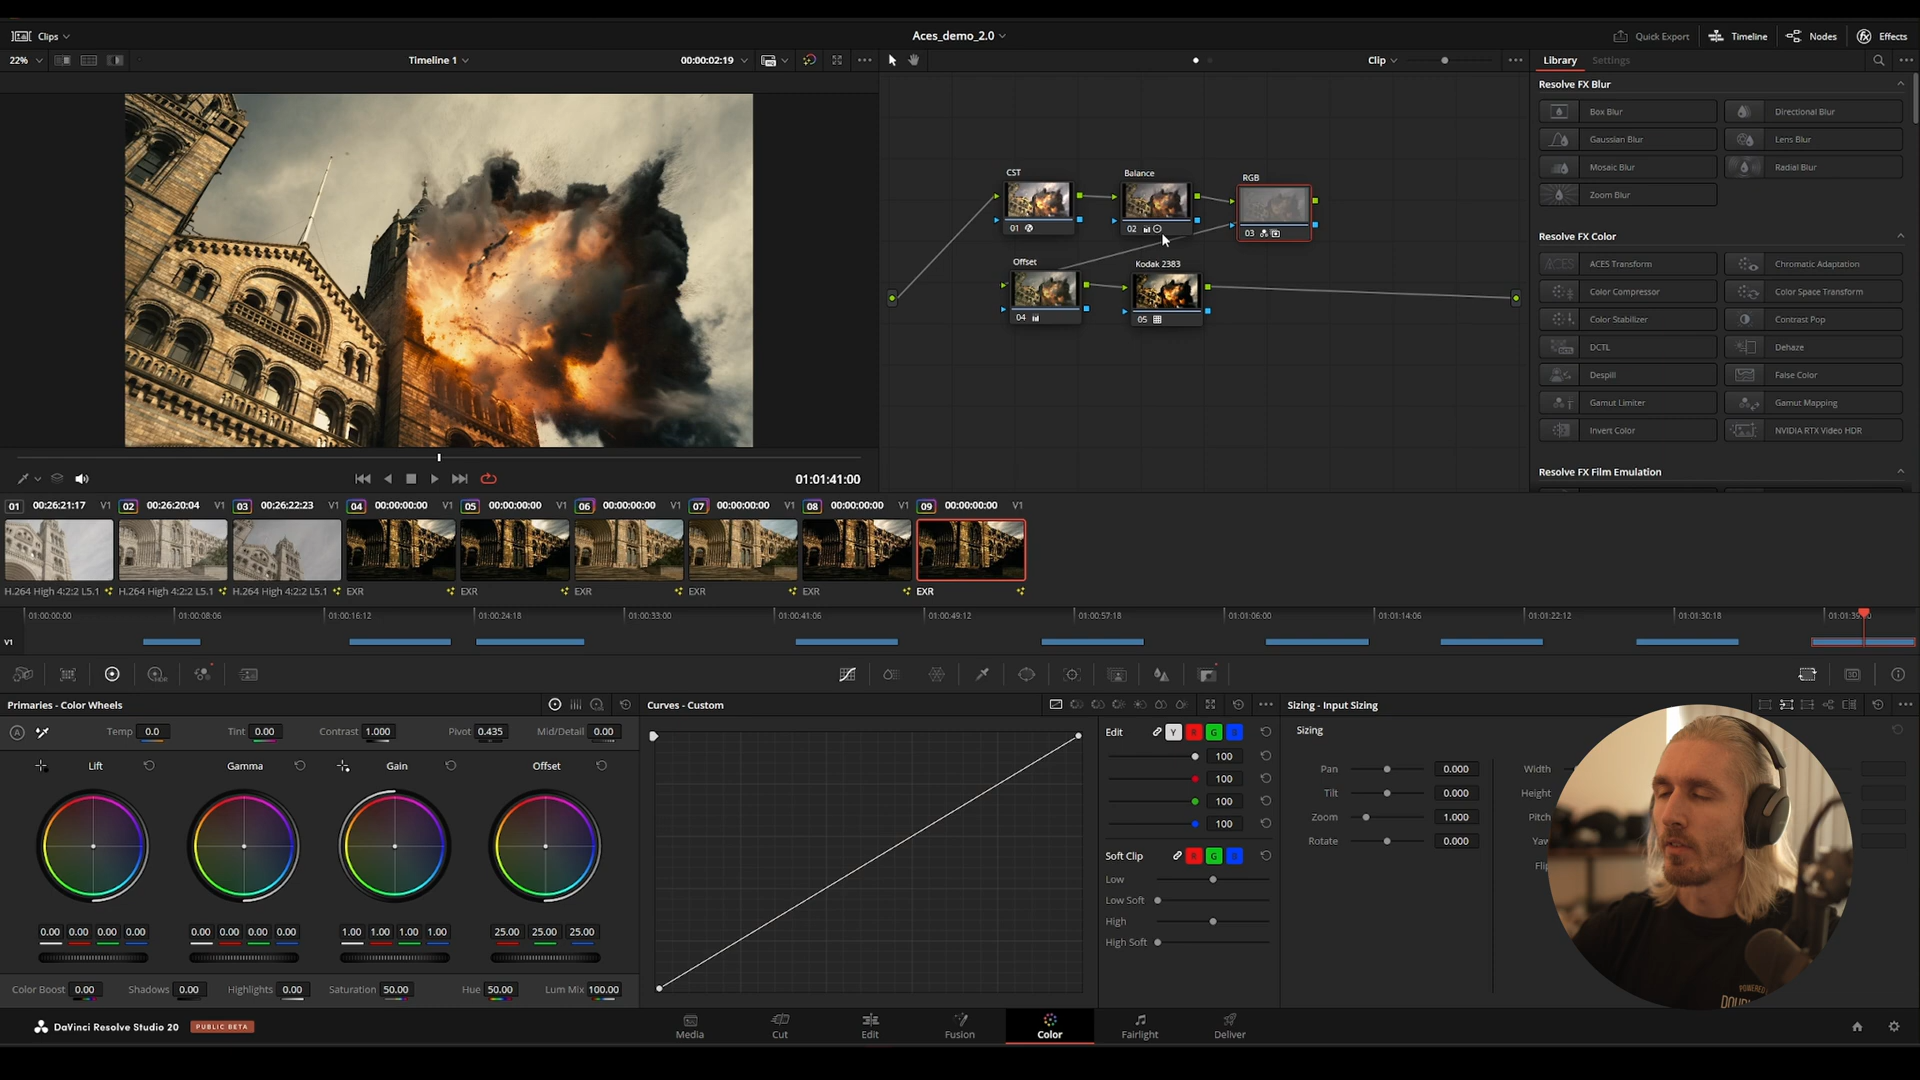 Clips
Aces_demo_2.0
Quick Export
Timeline
Nodes
Effects
22%
Timeline 1
00:00:02:19
Clip
Library
Settings
Resolve FX Blur
Box Blur
Directional Blur
Gaussian Blur
Lens Blur
Mosaic Blur
Radial Blur
Zoom Blur
Resolve FX Color
ACES Transform
Chromatic Adaptation
Color Compressor
Color Space Transform
Color Stabilizer
Contrast Pop
DCTL
Dehaze
Despill
False Color
Gamut Limiter
Gamut Mapping
Invert Color
NVIDIA RTX Video HDR
Resolve FX Film Emulation
CST
01
Balance
02
RGB
03
Offset
04
Kodak 2383
05
01:01:41:00
01 00:26:21:17 V1
02 00:26:20:04 V1
03 00:26:22:23 V1
04 00:00:00:00 V1
05 00:00:00:00 V1
06 00:00:00:00 V1
07 00:00:00:00 V1
08 00:00:00:00 V1
09 00:00:00:00 V1
H.264 High 4:2:2 L5.1
H.264 High 4:2:2 L5.1
H.264 High 4:2:2 L5.1
EXR
EXR
EXR
EXR
EXR
EXR
01:00:00:00
01:00:08:06
01:00:16:12
01:00:24:18
01:00:33:00
01:00:41:06
01:00:49:12
01:00:57:18
01:01:06:00
01:01:14:06
01:01:22:12
01:01:30:18
V1
Primaries - Color Wheels
Temp 0.0
Tint 0.00
Contrast 1.000
Pivot 0.435
Mid/Detail 0.00
Lift
Gamma
Gain
Offset
0.00 0.00 0.00 0.00
0.00 0.00 0.00 0.00
1.00 1.00 1.00 1.00
25.00 25.00 25.00
Color Boost 0.00
Shadows 0.00
Highlights 0.00
Saturation 50.00
Hue 50.00
Lum Mix 100.00
Curves - Custom
Edit
Y R G B
100
100
100
100
Soft Clip
R G B
Low
Low Soft
High
High Soft
Sizing - Input Sizing
Sizing
Pan 0.000
Tilt 0.000
Zoom 1.000
Rotate 0.000
Width
Height
Pitch
Yaw
Flip
POWERED
DOU
DaVinci Resolve Studio 20
PUBLIC BETA
Media
Cut
Edit
Fusion
Color
Fairlight
Deliver